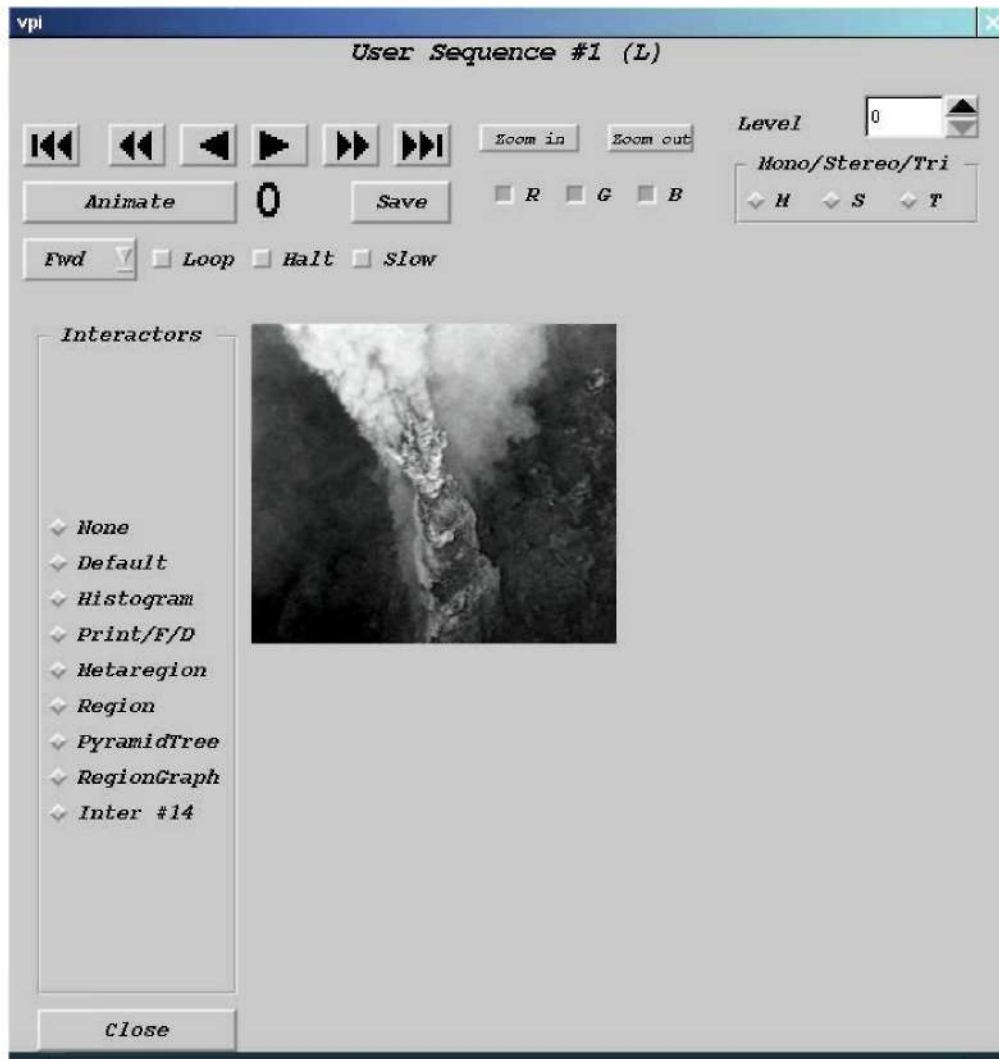 vpi
User Sequence #1 (L)
Zoom in Zoom out Level 0
Mono/Stereo/Tri
Animate 0 Save R G B M S T
Fwd Loop Halt Slow
Interactors
None
Default
Histogram
Print/F/D
Metaregion
Region
PyramidTree
RegionGraph
Inter #14
Close